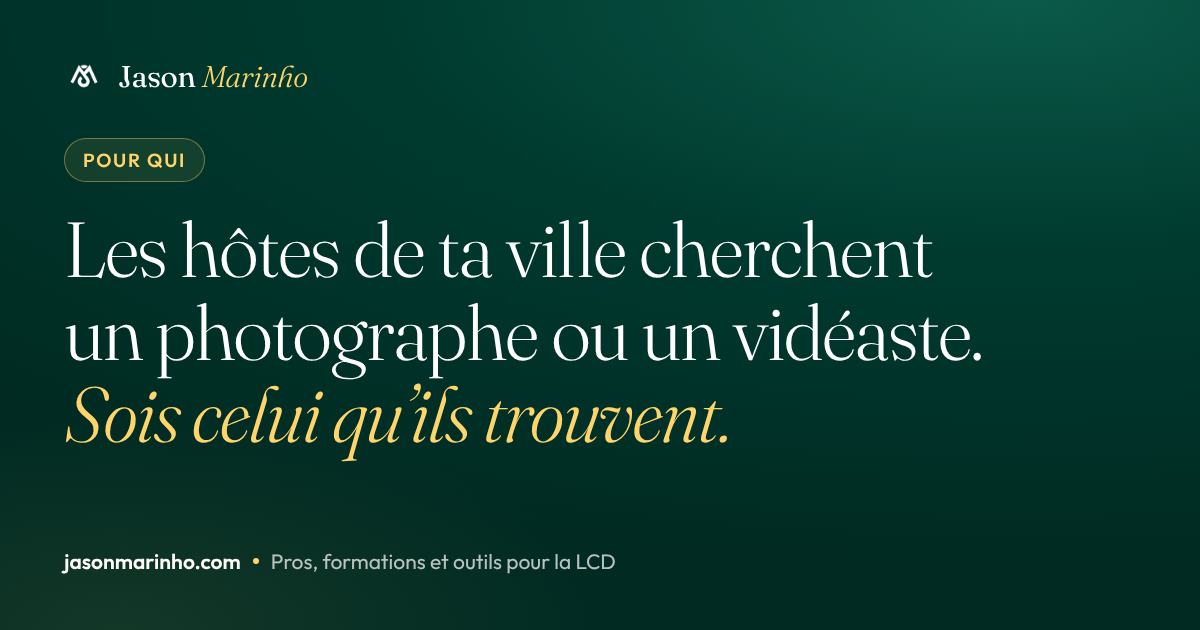 Jason Marinho
POUR QUI
Les hôtes de ta ville cherchent
un photographe ou un vidéaste.
Sois celui qu’ils trouvent.
jasonmarinho.com • Pros, formations et outils pour la LCD